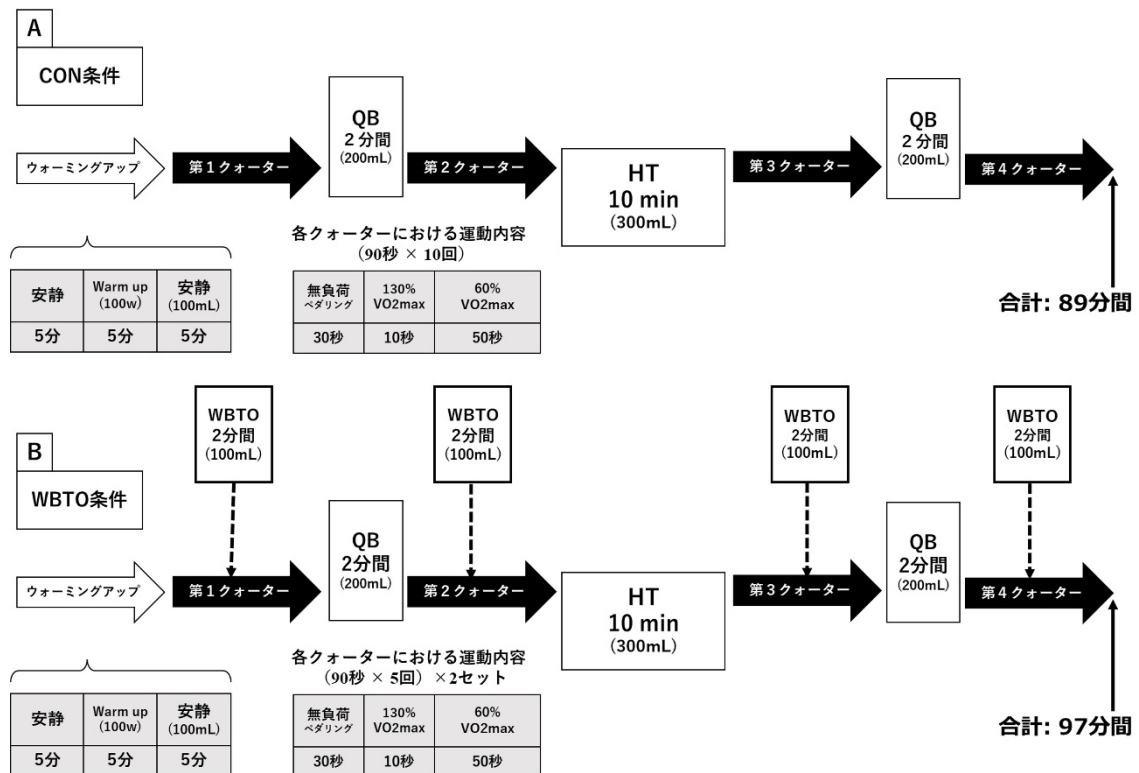 A
CON条件
ウォーミングアップ
第1クォーター
QB
2分間
(200mL)
第2クォーター
HT
10 min
(300mL)
第3クォーター
QB
2分間
(200mL)
第4クォーター
各クォーターにおける運動内容
(90秒 × 10回)
安静
Warm up
(100w)
安静
(100mL)
5分
5分
5分
無負荷
ペダリング
130%
VO2max
60%
VO2max
30秒
10秒
50秒
合計: 89分間
B
WBTO条件
WBTO
2分間
(100mL)
WBTO
2分間
(100mL)
WBTO
2分間
(100mL)
WBTO
2分間
(100mL)
ウォーミングアップ
第1クォーター
QB
2分間
(200mL)
第2クォーター
HT
10 min
(300mL)
第3クォーター
QB
2分間
(200mL)
第4クォーター
各クォーターにおける運動内容
(90秒 × 5回) ×2セット
安静
Warm up
(100w)
安静
(100mL)
5分
5分
5分
無負荷
ペダリング
130%
VO2max
60%
VO2max
30秒
10秒
50秒
合計: 97分間